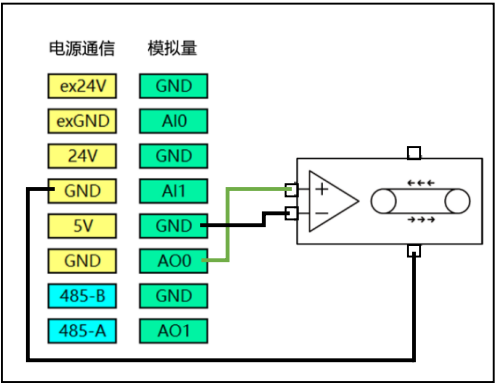 电源通信 模拟量
ex24V GND
exGND AI0
24V GND
GND AI1
5V GND
GND AO0
485-B GND
485-A AO1
+
−
←←←
→→→